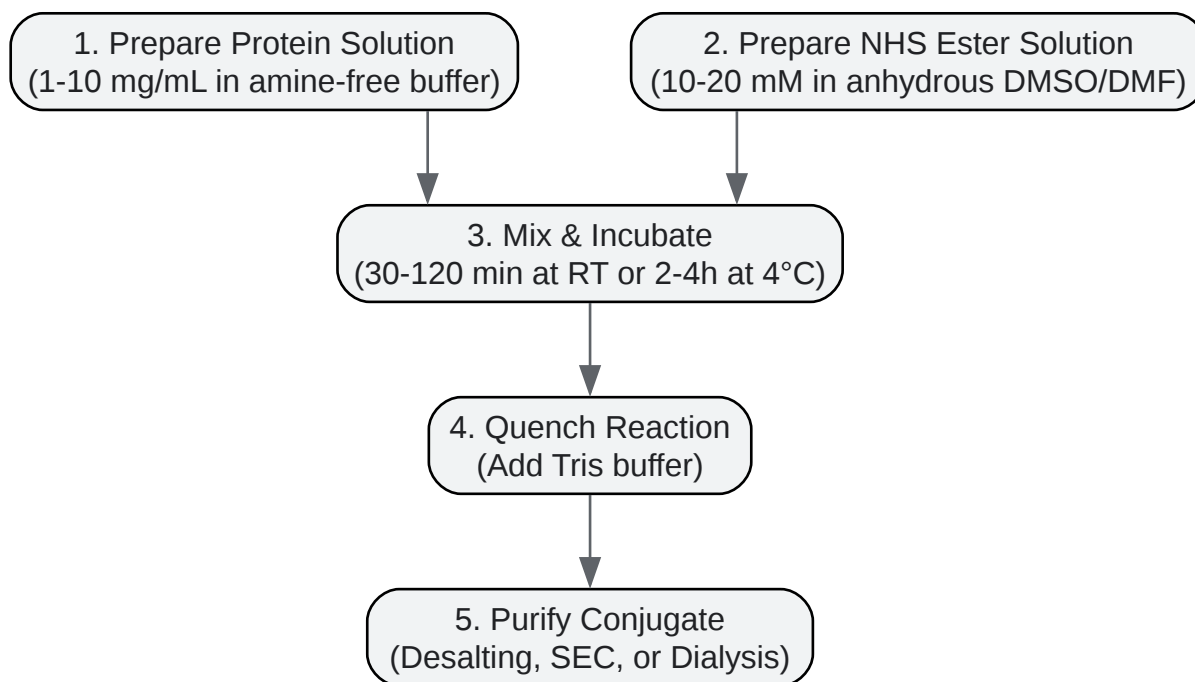 1. Prepare Protein Solution
(1-10 mg/mL in amine-free buffer)
2. Prepare NHS Ester Solution
(10-20 mM in anhydrous DMSO/DMF)
3. Mix & Incubate
(30-120 min at RT or 2-4h at 4°C)
4. Quench Reaction
(Add Tris buffer)
5. Purify Conjugate
(Desalting, SEC, or Dialysis)